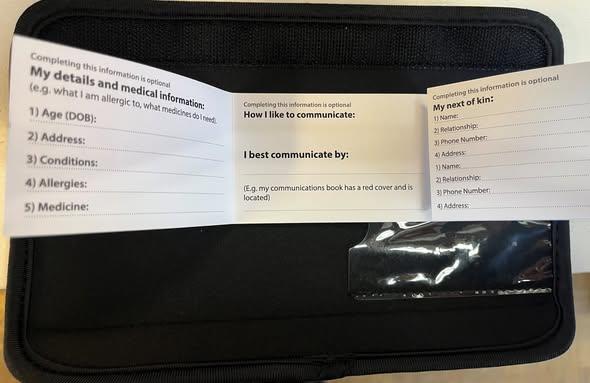 Completing this information is optional
My details and medical information:
(e.g. what I am allergic to, what medicines do I need).
1) Age (DOB):
2) Address:
3) Conditions:
4) Allergies:
5) Medicine:
Completing this information is optional
How I like to communicate:
I best communicate by:
(E.g. my communications book has a red cover and is
located)
Completing this information is optional
My next of kin:
1) Name:
2) Relationship:
3) Phone Number:
4) Address:
1) Name:
2) Relationship:
3) Phone Number:
4) Address: